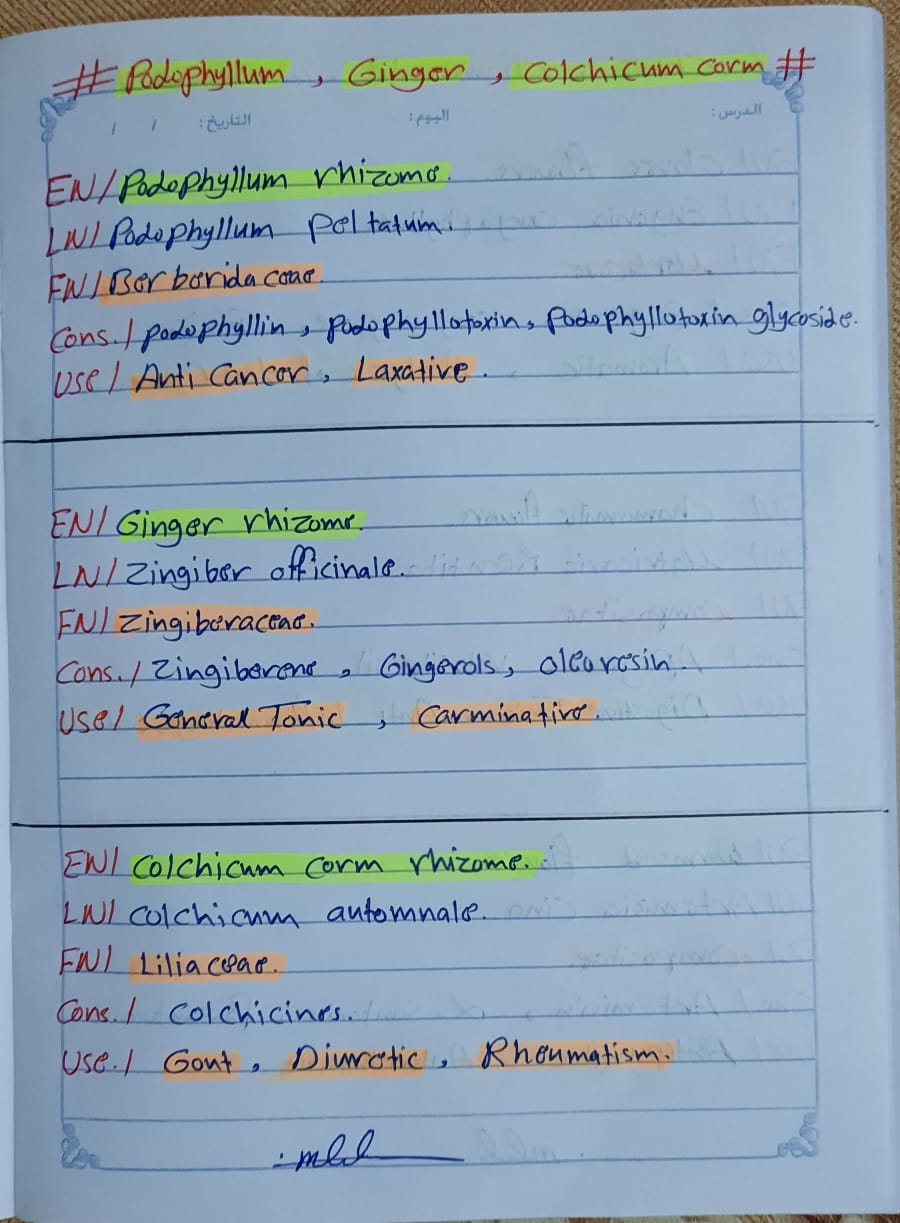 # Podophyllum , Ginger , Colchicum corm #
الدرس: اليوم: التاريخ: / /
EN/ Podophyllum rhizome.
LN/ Podophyllum peltatum.
FN/ Berberidaceae
Cons./ podophyllin, podophyllotoxin, podophyllotoxin glycoside.
Use/ Anti Cancer, Laxative.
EN/ Ginger rhizome.
LN/ Zingiber officinale.
FN/ Zingiberaceae.
Cons./ Zingiberene, Gingerols, oleoresin.
Use/ General Tonic, Carminative.
EN/ Colchicum corm rhizome.
LN/ Colchicum automnale.
FN/ Liliaceae.
Cons./ Colchicines.
Use./ Gout, Diuretic, Rheumatism.